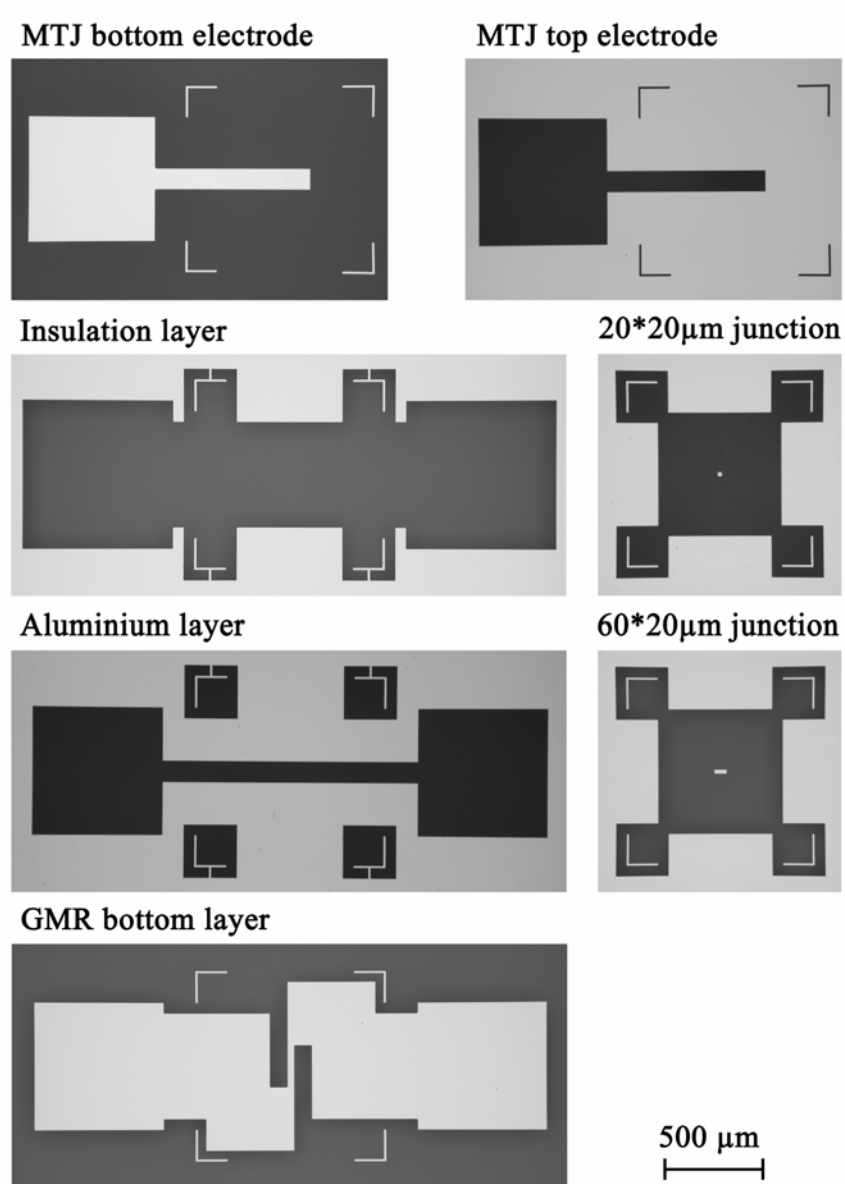 MTJ bottom electrode
MTJ top electrode
Insulation layer
20*20µm junction
Aluminium layer
60*20µm junction
GMR bottom layer
500 µm